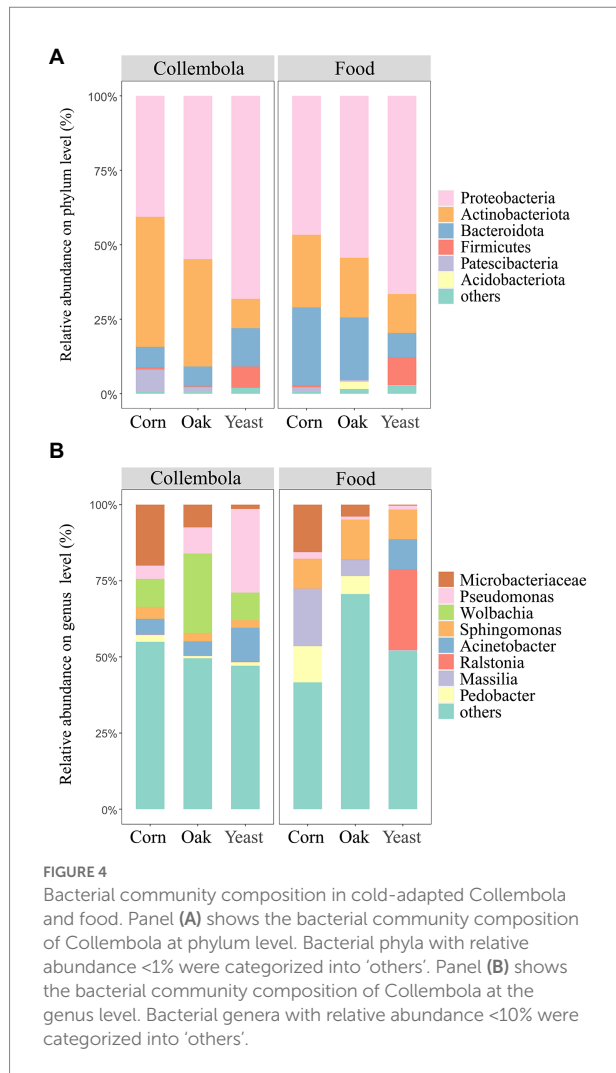 A
Collembola Food
Relative abundance on phylum level (%)
100%
75%
50%
25%
0%
Corn Oak Yeast Corn Oak Yeast
Proteobacteria
Actinobacteriota
Bacteroidota
Firmicutes
Patescibacteria
Acidobacteriota
others
B
Collembola Food
Relative abundance on genus level (%)
100%
75%
50%
25%
0%
Corn Oak Yeast Corn Oak Yeast
Microbacteriaceae
Pseudomonas
Wolbachia
Sphingomonas
Acinetobacter
Ralstonia
Massilia
Pedobacter
others
FIGURE 4
Bacterial community composition in cold-adapted Collembola
and food. Panel (A) shows the bacterial community composition
of Collembola at phylum level. Bacterial phyla with relative
abundance <1% were categorized into ‘others’. Panel (B) shows
the bacterial community composition of Collembola at the
genus level. Bacterial genera with relative abundance <10% were
categorized into ‘others’.